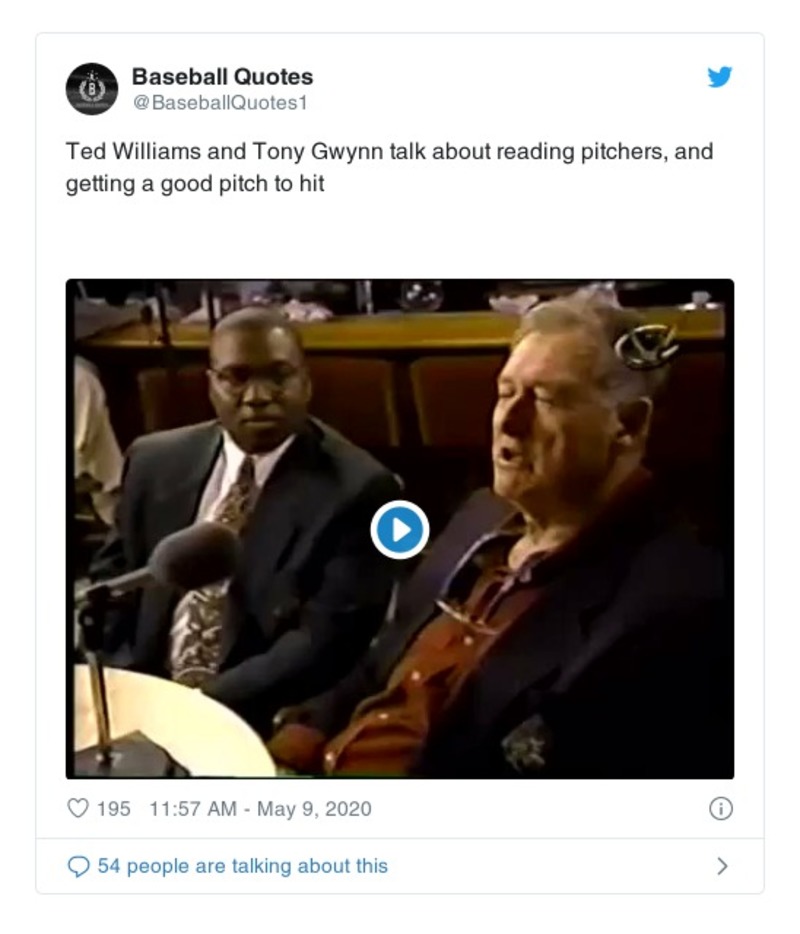 Baseball Quotes
@BaseballQuotes1
Ted Williams and Tony Gwynn talk about reading pitchers, and
getting a good pitch to hit
195 11:57 AM - May 9, 2020
54 people are talking about this